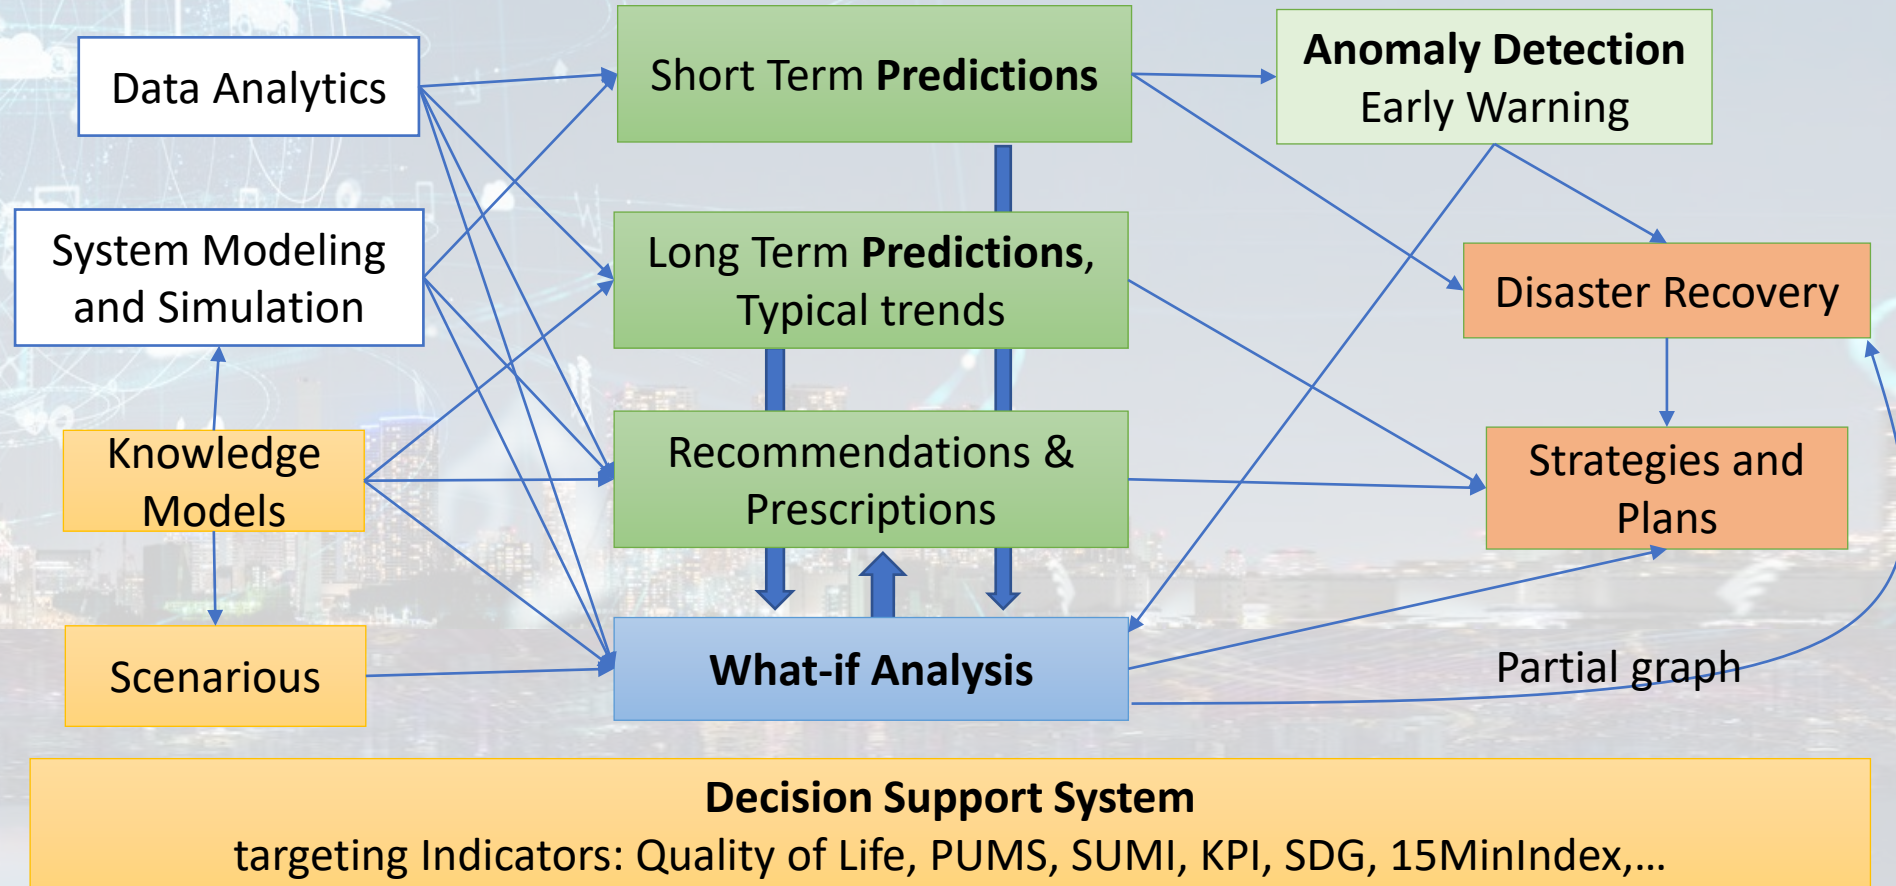 Data Analytics
Short Term Predictions
Anomaly Detection
Early Warning
System Modeling
and Simulation
Long Term Predictions,
Typical trends
Disaster Recovery
Knowledge
Models
Recommendations &
Prescriptions
Strategies and
Plans
Scenarious
What-if Analysis
Partial graph
Decision Support System
targeting Indicators: Quality of Life, PUMS, SUMI, KPI, SDG, 15MinIndex,...